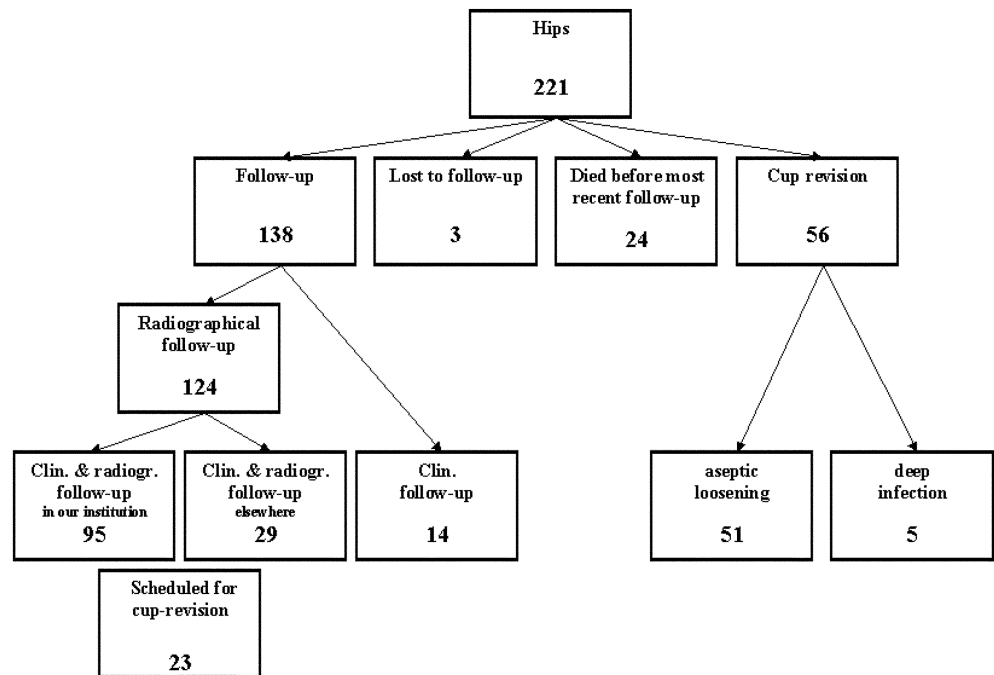 Hips
221
Follow-up
138
Lost to follow-up
3
Died before most
recent follow-up
24
Cup revision
56
Radiographical
follow-up
124
Clin. & radiogr.
follow-up
in our institution
95
Clin. & radiogr.
follow-up
elsewhere
29
Clin.
follow-up
14
aseptic
loosening
51
deep
infection
5
Scheduled for
cup-revision
23